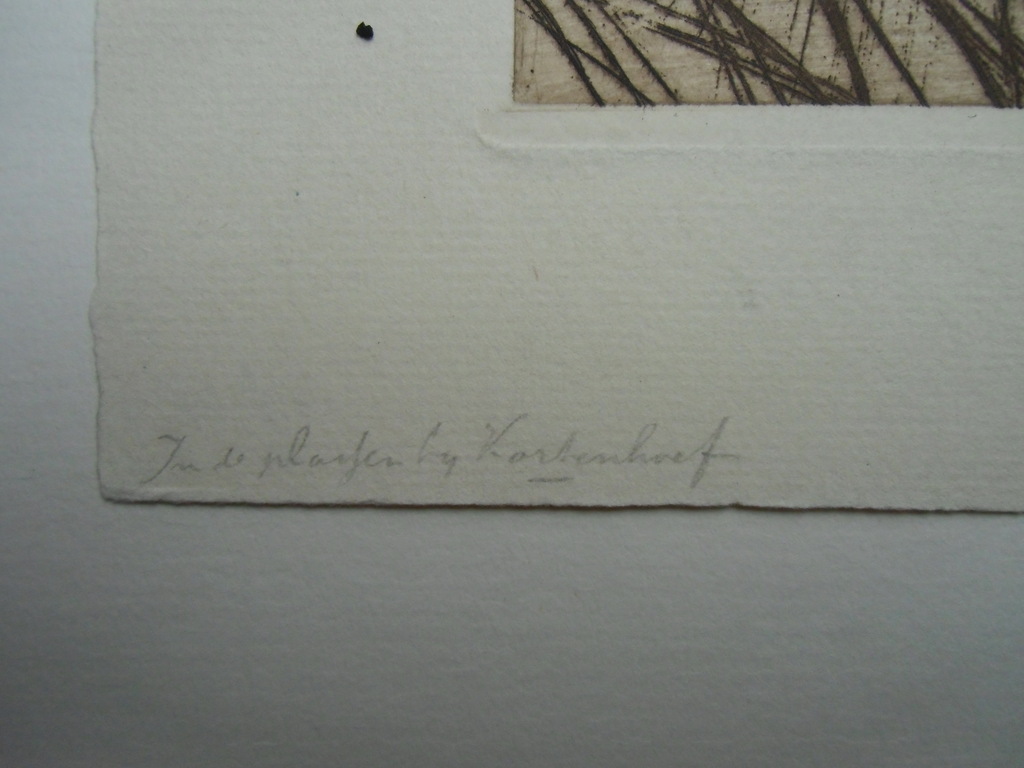 In de plassen by Kortenhoef